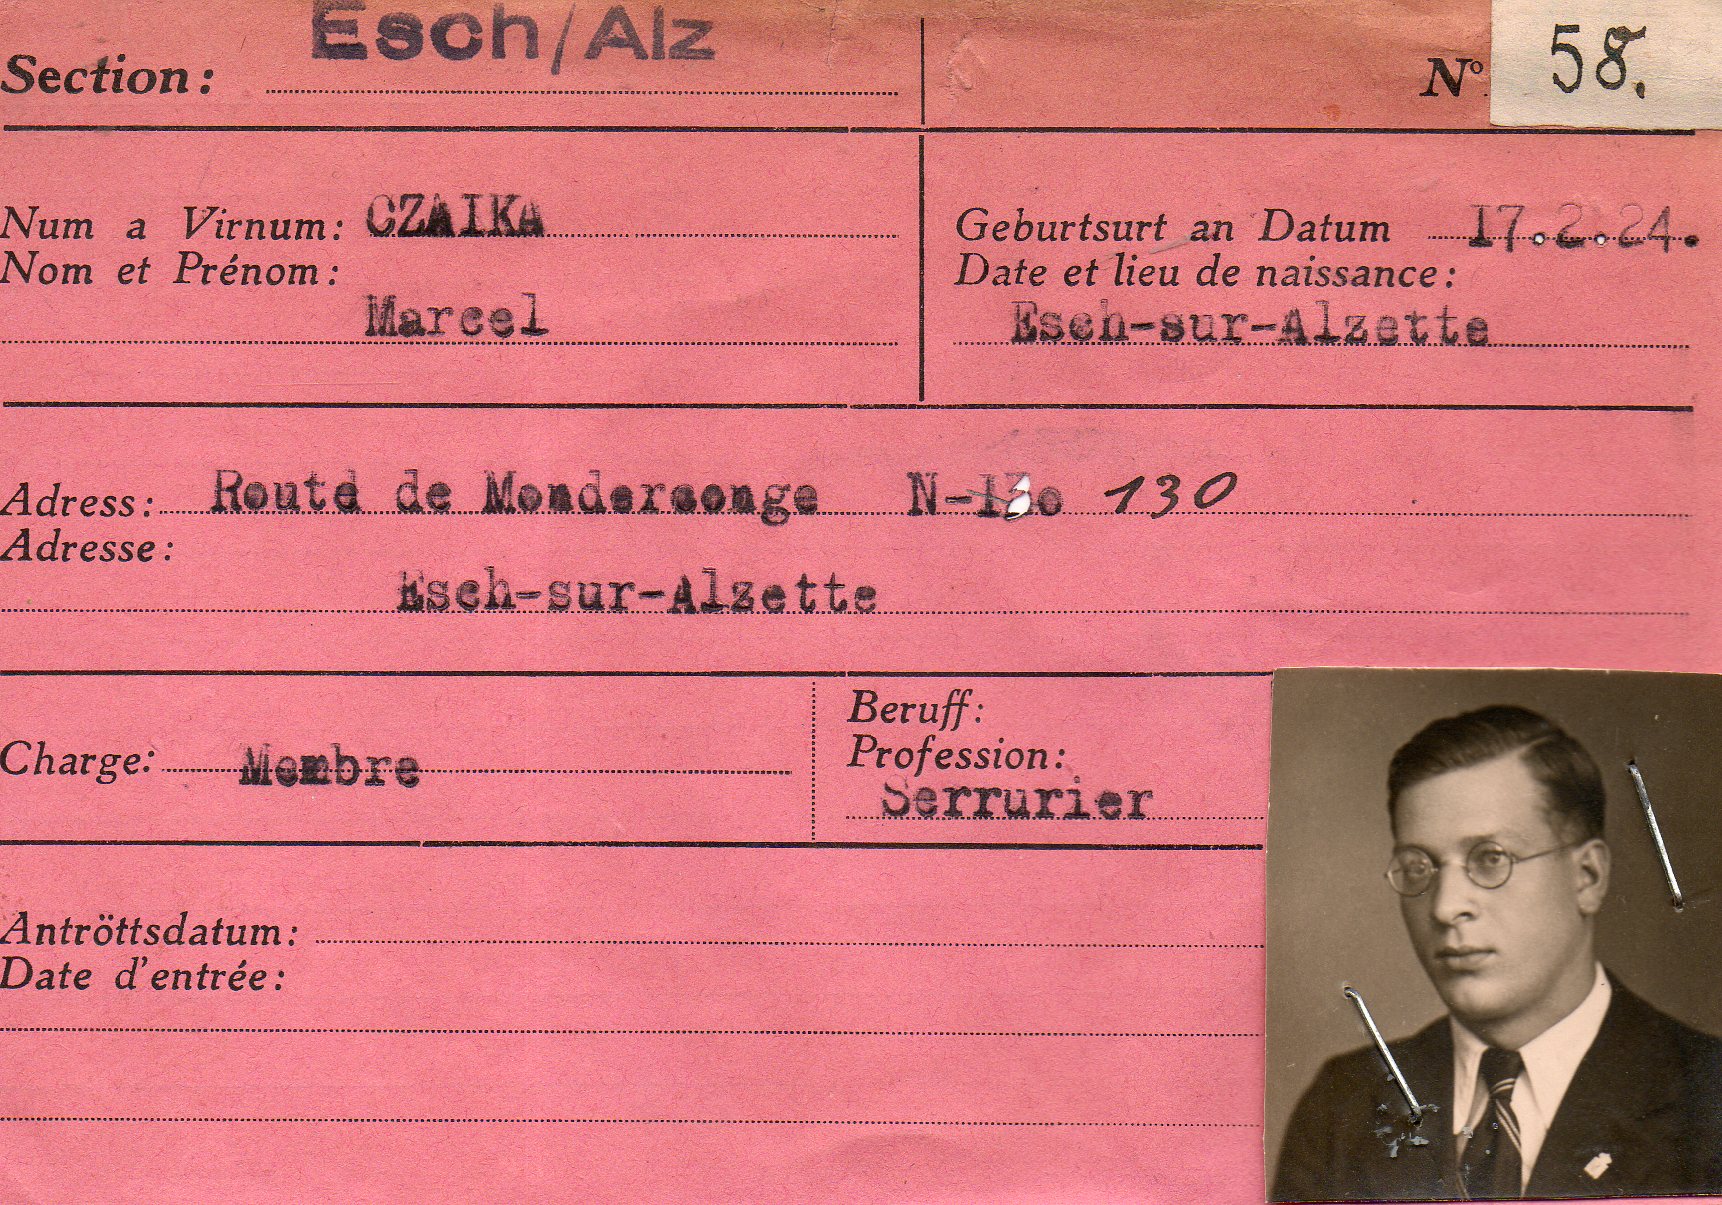 Esch/Alz
Section:
Nº 58.
Num a Virnum: CZAIKA
Nom et Prénom:
Marcel
Geburtsurt an Datum 17.2.24.
Date et lieu de naissance:
Esch-sur-Alzette
Adress: Route de Mondercange N-130 130
Adresse:
Esch-sur-Alzette
Charge: Membre
Beruff:
Profession:
Serrurier
Antröttsdatum:
Date d'entrée: